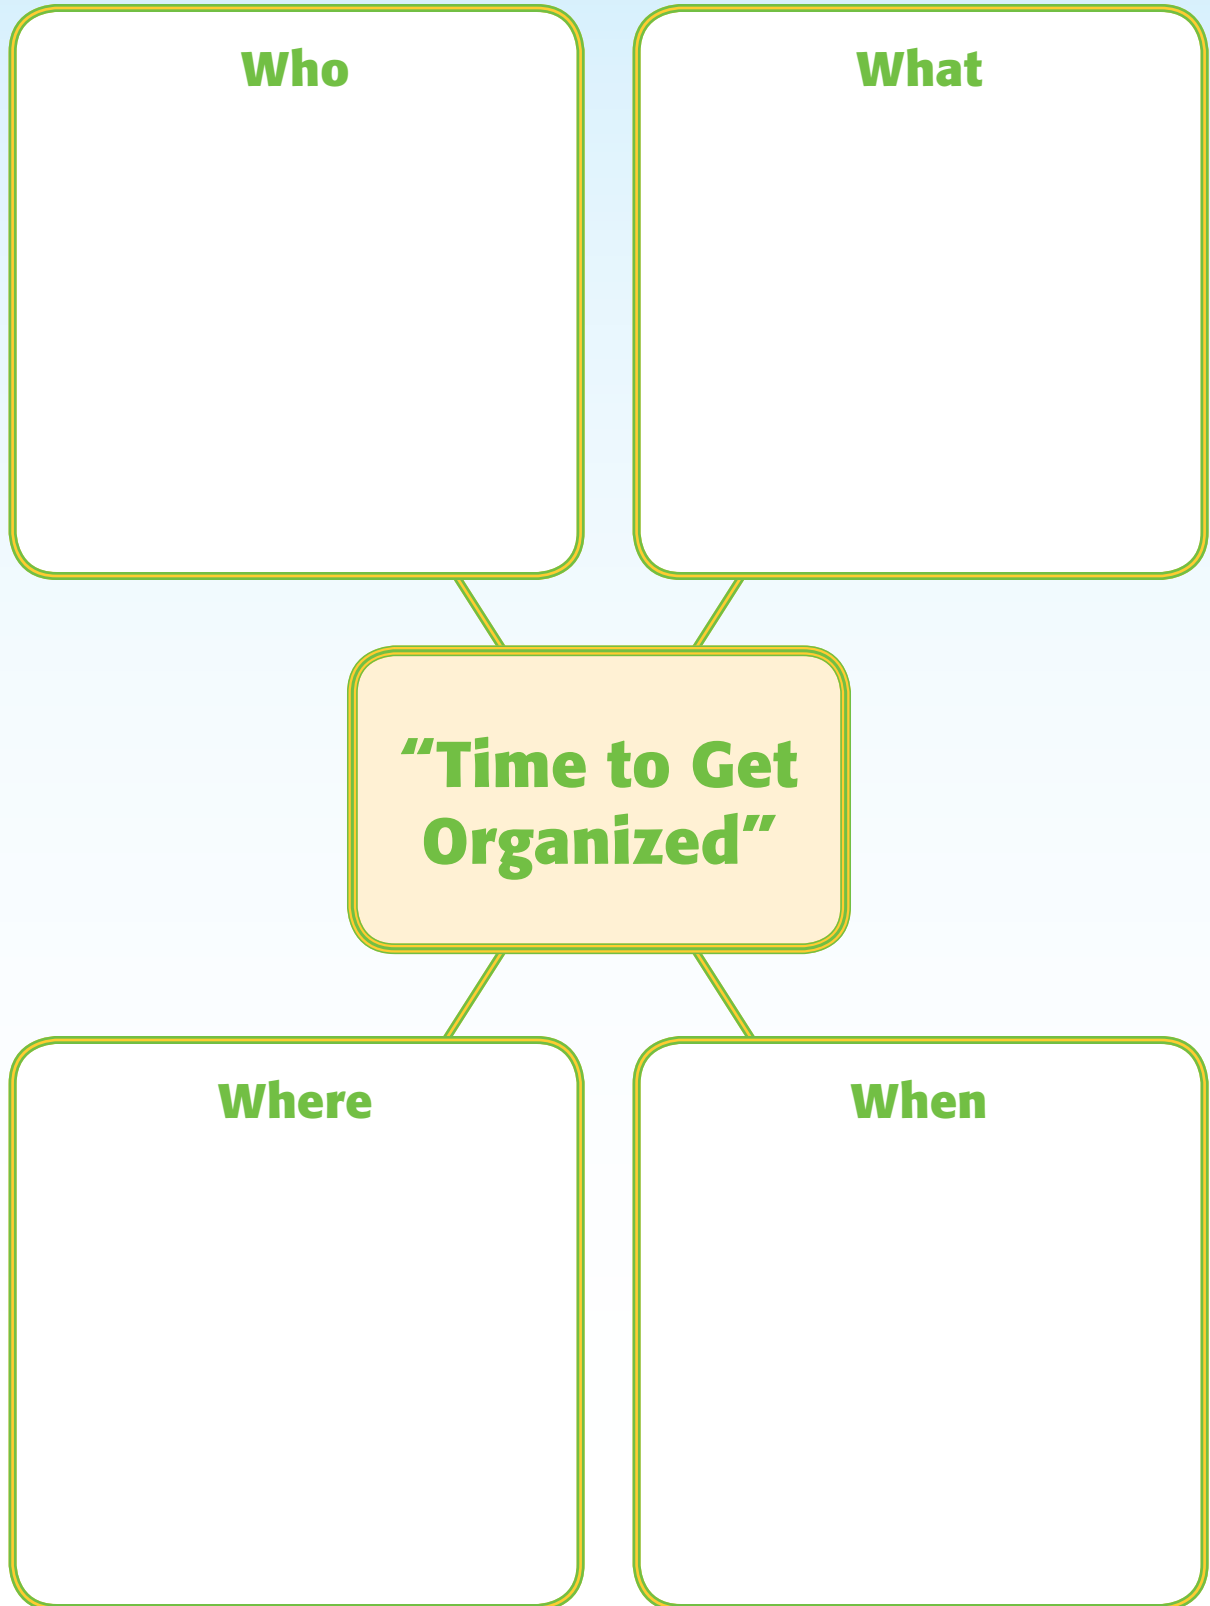 Who
What
“Time to Get
Organized”
Where
When